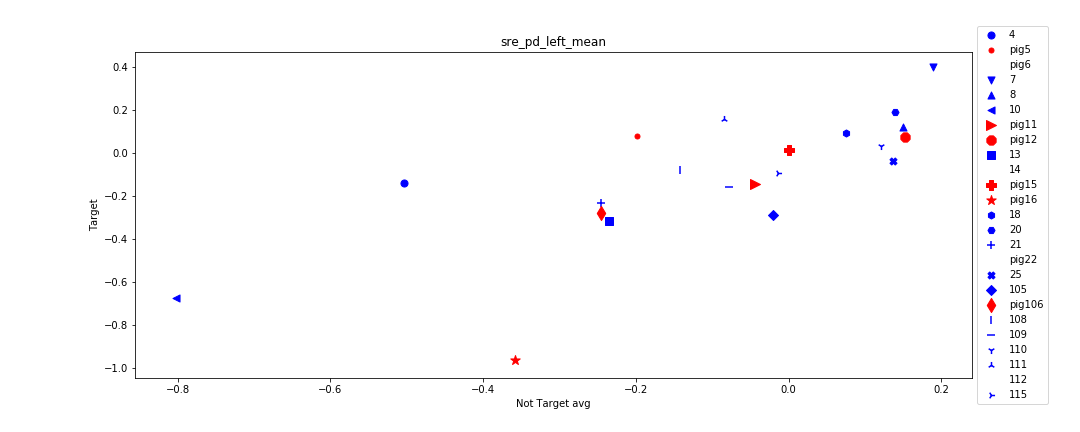 sre_pd_left_mean
Target
0.4
0.2
0.0
−0.2
−0.4
−0.6
−0.8
−1.0
−0.8
−0.6
−0.4
−0.2
0.0
0.2
Not Target avg
4
pig5
pig6
7
8
10
pig11
pig12
13
14
pig15
pig16
18
20
21
pig22
25
105
pig106
108
109
110
111
112
115